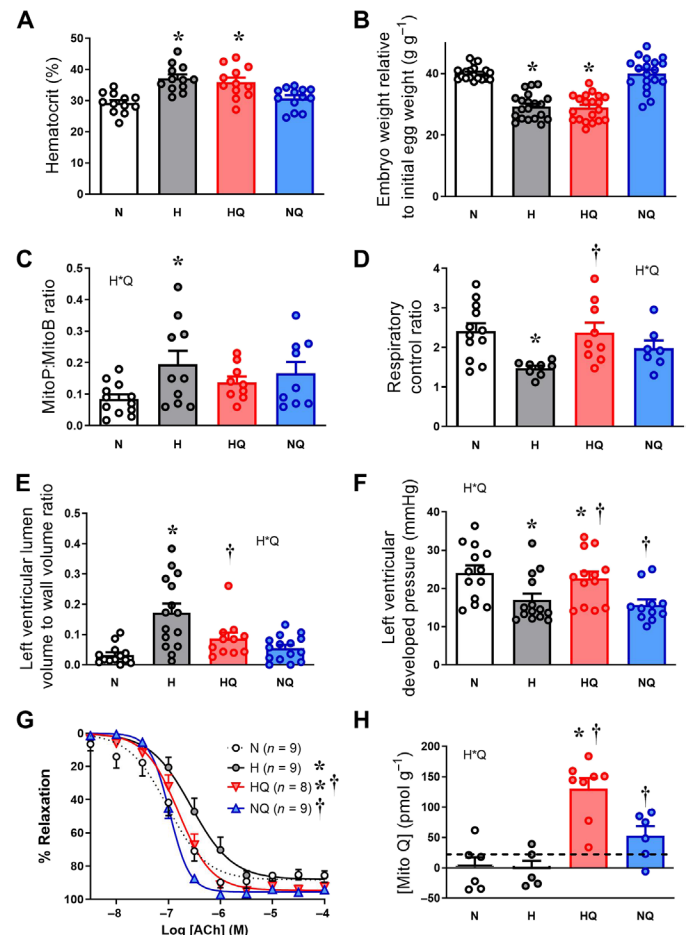 A
Hematocrit (%)
50
40
30
20
10
0
* *
N H HQ NQ
B
Embryo weight relative
to initial egg weight (g g⁻¹)
60
40
20
0
* *
N H HQ NQ
C
MitoP:MitoB ratio
0.5
0.4
0.3
0.2
0.1
0.0
H*Q
*
N H HQ NQ
D
Respiratory
control ratio
6
4
2
0
*
†
H*Q
N H HQ NQ
E
Left ventricular lumen
volume to wall volume ratio
0.5
0.4
0.3
0.2
0.1
0.0
*
†
H*Q
N H HQ NQ
F
Left ventricular
developed pressure (mmHg)
50
40
30
20
10
0
H*Q
*
* †
†
N H HQ NQ
G
% Relaxation
0
20
40
60
80
100
N (n = 9)
H (n = 9) *
HQ (n = 8) * †
NQ (n = 9) †
−8 −7 −6 −5 −4
Log [ACh] (M)
H
[Mito Q] (pmol g⁻¹)
200
150
100
50
0
−50
H*Q
* †
†
N H HQ NQ